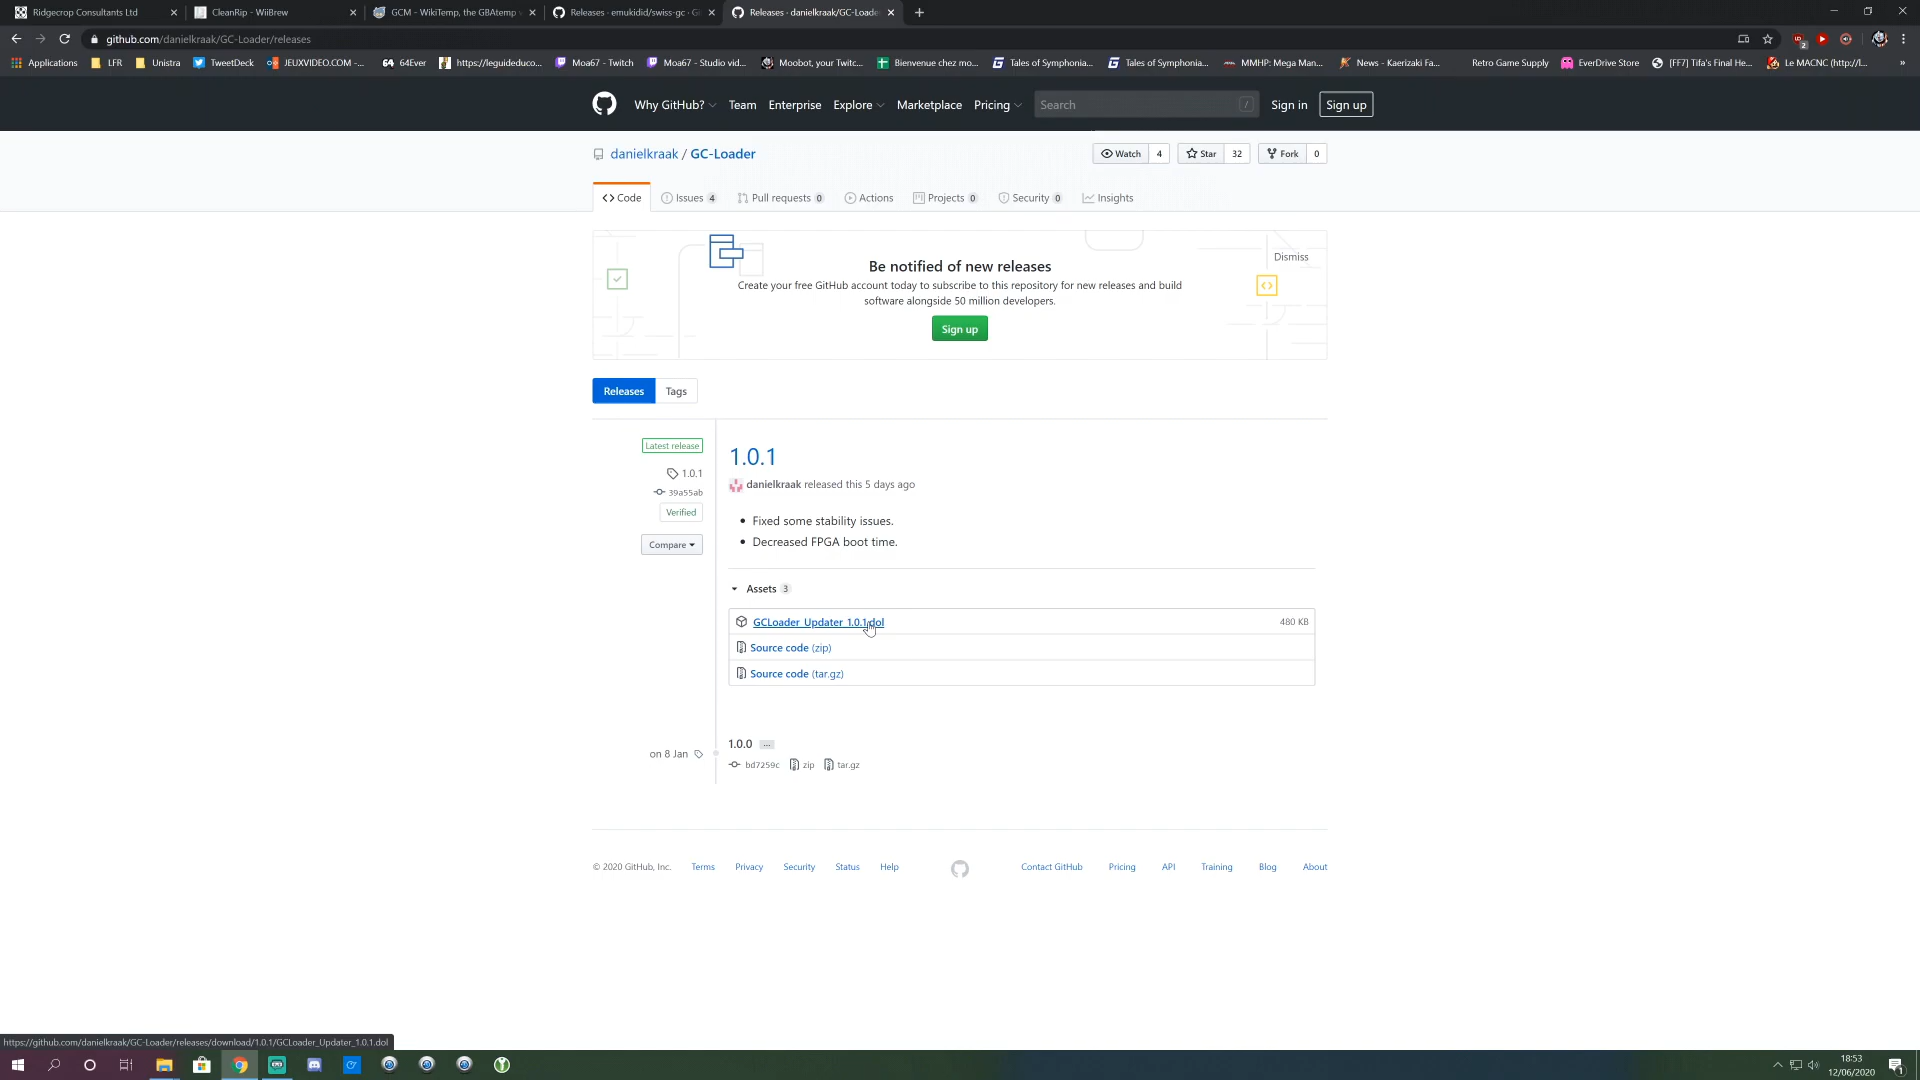 Ridgecrop Consultants Ltd
CleanRip - WiiBrew
GCM - WikiTemp, the GBAtemp
Releases · emukidid/swiss-gc · G
Releases · danielkraak/GC-Loade
github.com/danielkraak/GC-Loader/releases
Applications
LFR
Unistra
TweetDeck
JEUXVIDEO.COM -...
64Ever
https://leguideduco...
Moa67 - Twitch
Moa67 - Studio vid...
Moobot, your Twitc...
Bienvenue chez mo...
Tales of Symphonia...
Tales of Symphonia...
MMHP: Mega Man...
News - Kaerizaki Fa...
Retro Game Supply
EverDrive Store
[FF7] Tifa's Final He...
Le MACNC (http://l...
»
Why GitHub?
Team
Enterprise
Explore
Marketplace
Pricing
Search
/
Sign in
Sign up
danielkraak / GC-Loader
Watch 4
Star 32
Fork 0
Code
Issues 4
Pull requests 0
Actions
Projects 0
Security 0
Insights
Dismiss
Be notified of new releases
Create your free GitHub account today to subscribe to this repository for new releases and build
software alongside 50 million developers.
Sign up
Releases
Tags
Latest release
1.0.1
39a55ab
Verified
Compare
1.0.1
danielkraak released this 5 days ago
• Fixed some stability issues.
• Decreased FPGA boot time.
Assets 3
GCLoader_Updater_1.0.1.dol
480 KB
Source code (zip)
Source code (tar.gz)
on 8 Jan
1.0.0 ...
bd7259c zip tar.gz
© 2020 GitHub, Inc.
Terms
Privacy
Security
Status
Help
Contact GitHub
Pricing
API
Training
Blog
About
https://github.com/danielkraak/GC-Loader/releases/download/1.0.1/GCLoader_Updater_1.0.1.dol
18:53
12/06/2020